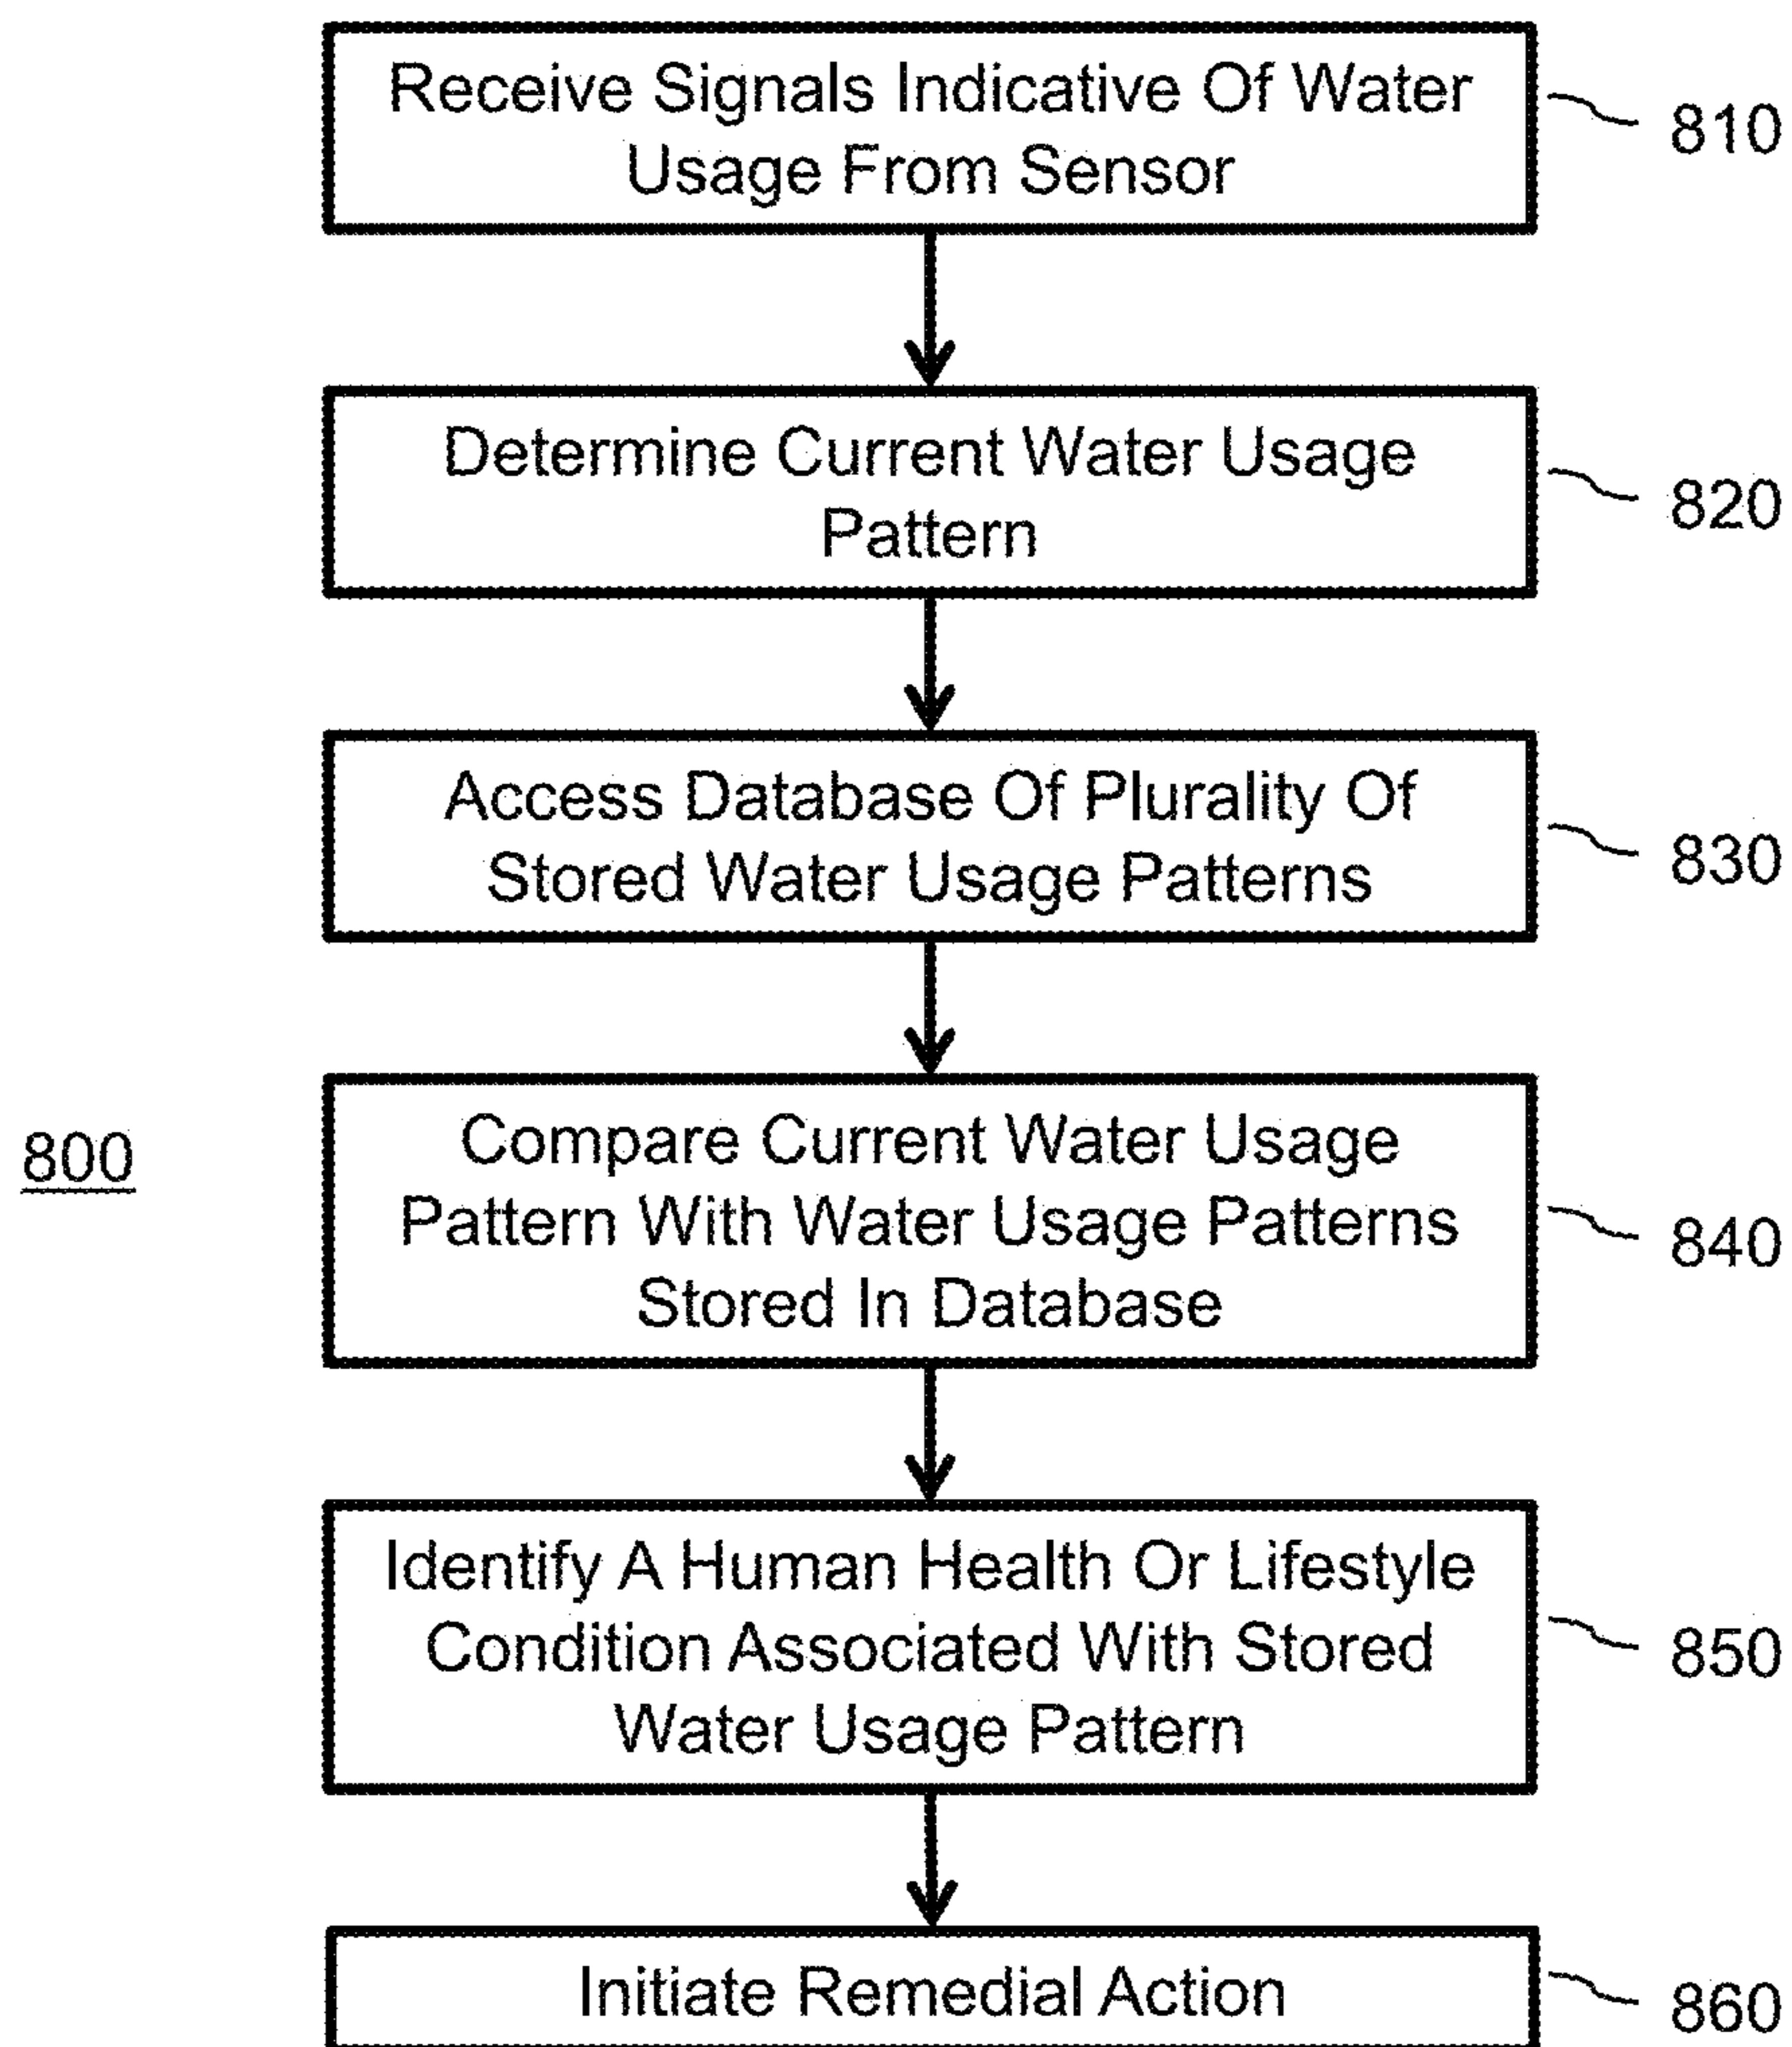 Receive Signals Indicative Of Water
Usage From Sensor
810
Determine Current Water Usage
Pattern
820
Access Database Of Plurality Of
Stored Water Usage Patterns
830
800
Compare Current Water Usage
Pattern With Water Usage Patterns
Stored In Database
840
Identify A Human Health Or Lifestyle
Condition Associated With Stored
Water Usage Pattern
850
Initiate Remedial Action
860